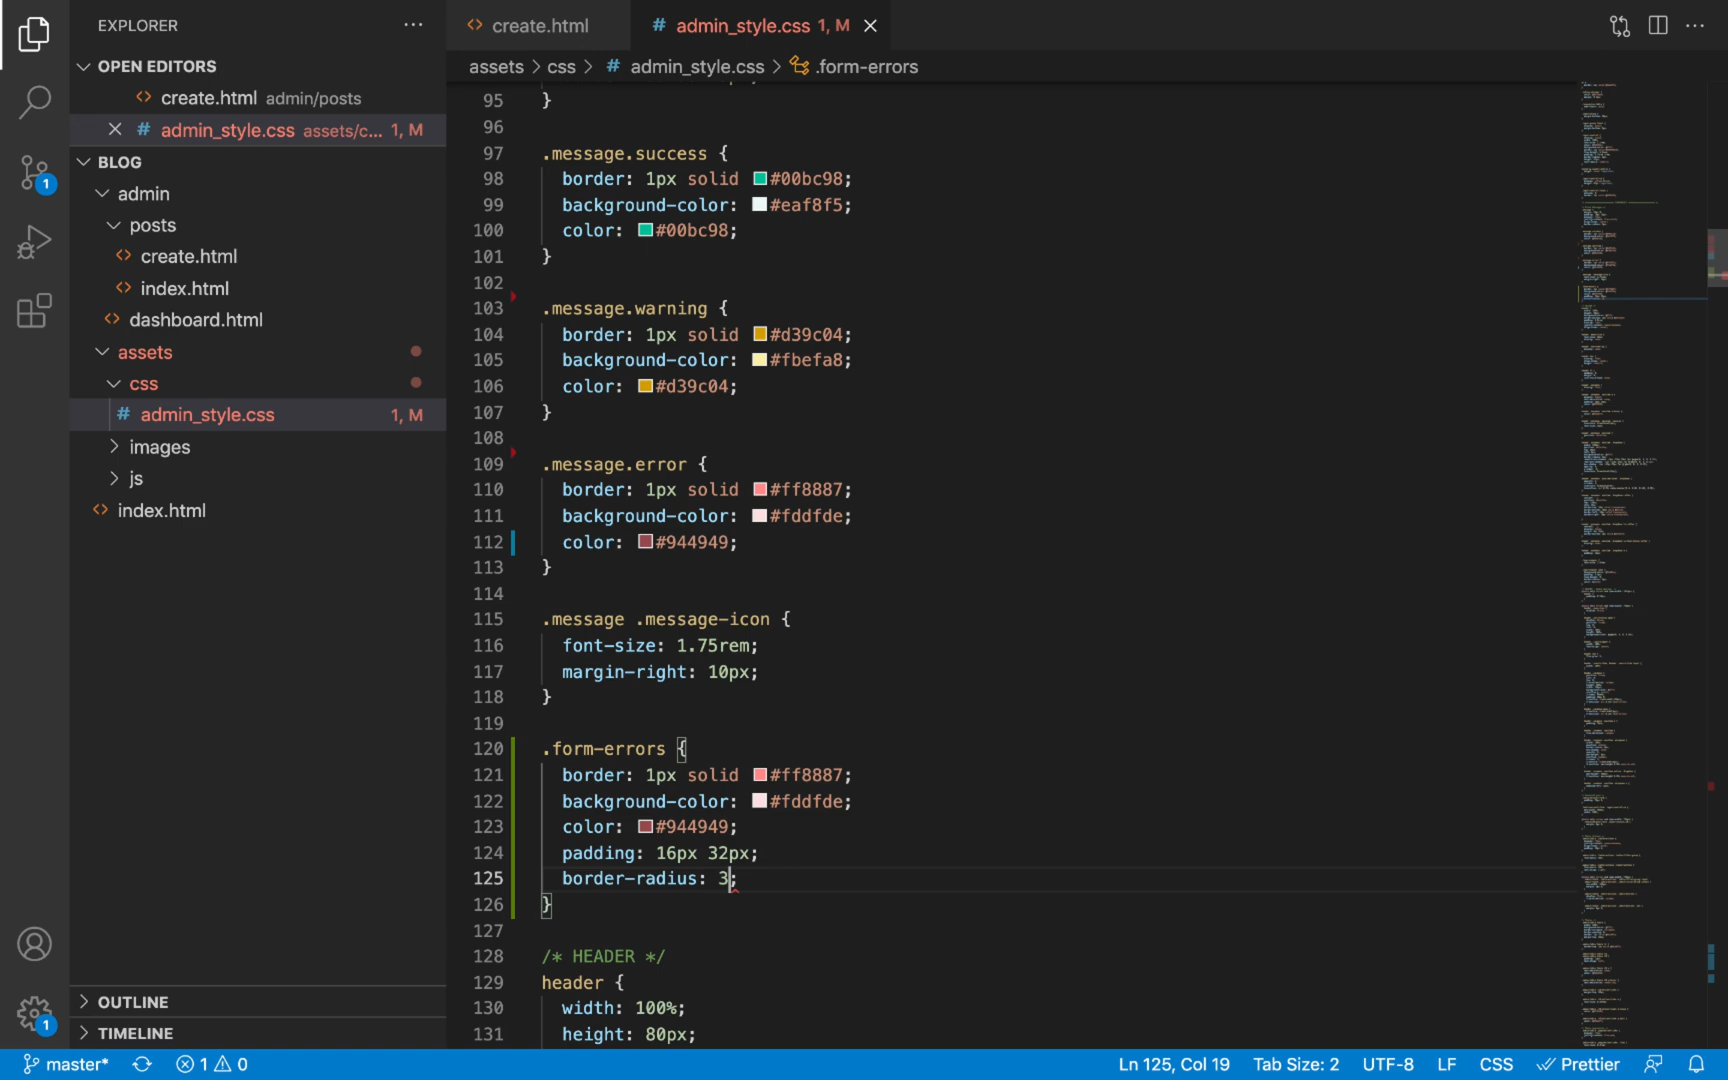 EXPLORER
OPEN EDITORS
create.html admin/posts
admin_style.css assets/c... 1, M
BLOG
admin
posts
create.html
index.html
dashboard.html
assets
css
admin_style.css 1, M
images
js
index.html
OUTLINE
TIMELINE
1
1
create.html
admin_style.css 1, M
assets > css > # admin_style.css > .form-errors
95 }
96
97 .message.success {
98 border: 1px solid #00bc98;
99 background-color: #eaf8f5;
100 color: #00bc98;
101 }
102
103 .message.warning {
104 border: 1px solid #d39c04;
105 background-color: #fbefa8;
106 color: #d39c04;
107 }
108
109 .message.error {
110 border: 1px solid #ff8887;
111 background-color: #fddfde;
112 color: #944949;
113 }
114
115 .message .message-icon {
116 font-size: 1.75rem;
117 margin-right: 10px;
118 }
119
120 .form-errors {
121 border: 1px solid #ff8887;
122 background-color: #fddfde;
123 color: #944949;
124 padding: 16px 32px;
125 border-radius: 3;
126 }
127
128 /* HEADER */
129 header {
130 width: 100%;
131 height: 80px;
master* 1 0 Ln 125, Col 19 Tab Size: 2 UTF-8 LF CSS Prettier